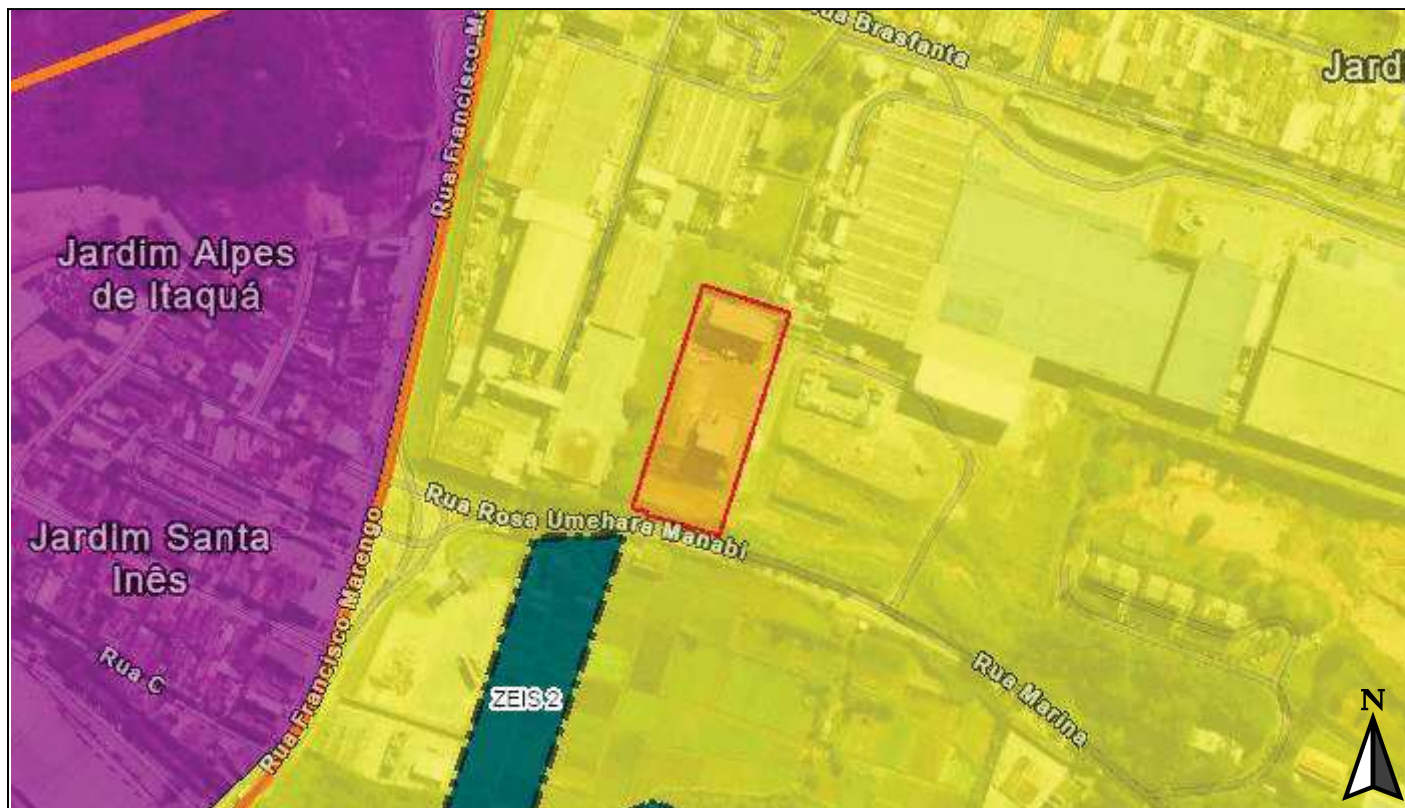 Rua Brasfanta
Jard
Rua Francisco M.
Jardim Alpes
de Itaquá
Rua Rosa Umehara Manabi
Jardim Santa
Inês
Rua Francisco Marengo
Rua C
ZEIS 2
Rua Marina
N